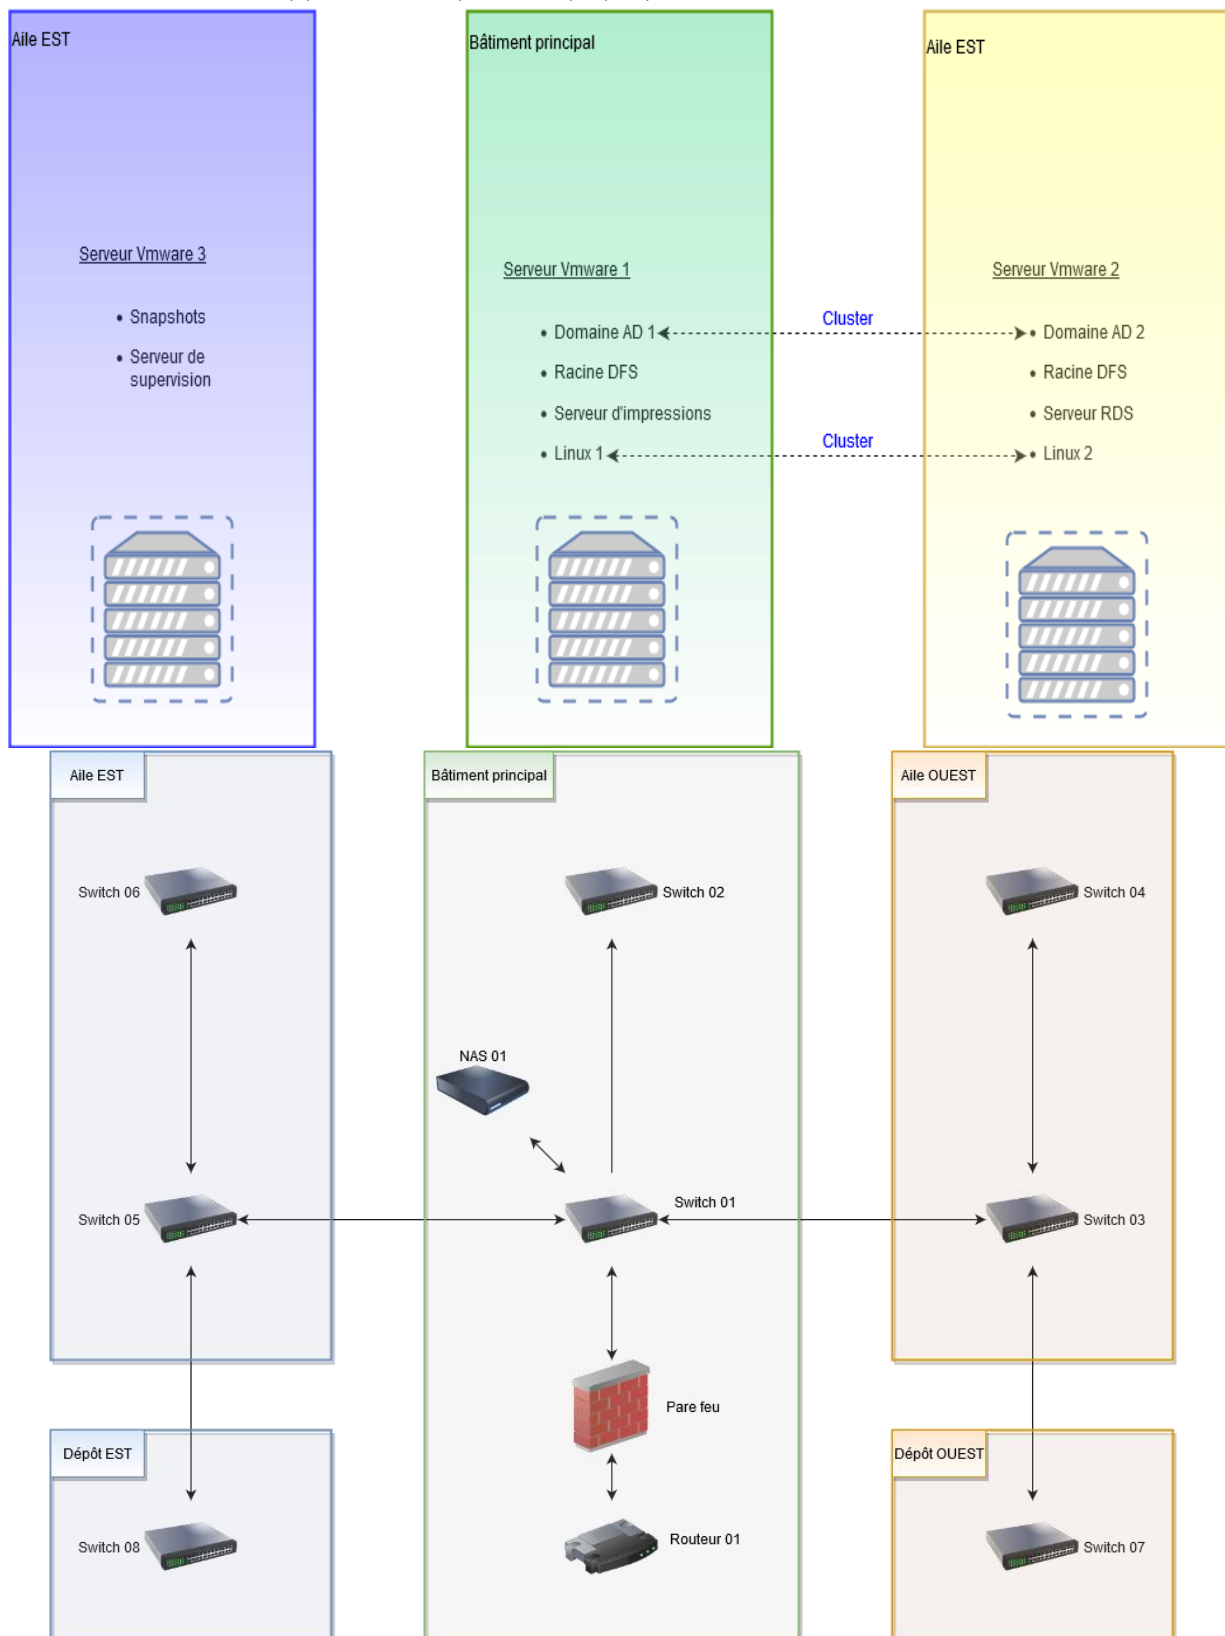 Aile EST
Serveur Vmware 3
• Snapshots
• Serveur de
supervision
Bâtiment principal
Serveur Vmware 1
• Domaine AD 1
• Racine DFS
• Serveur d'impressions
• Linux 1
Cluster
Cluster
Aile EST
Serveur Vmware 2
• Domaine AD 2
• Racine DFS
• Serveur RDS
• Linux 2
Aile EST
Switch 06
Switch 05
Bâtiment principal
Switch 02
NAS 01
Switch 01
Pare feu
Routeur 01
Aile OUEST
Switch 04
Switch 03
Dépôt EST
Switch 08
Dépôt OUEST
Switch 07